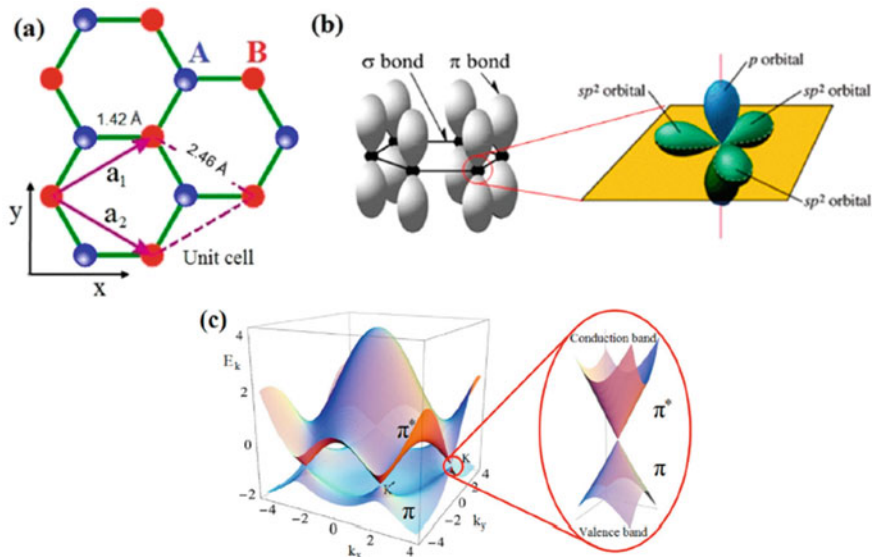 (a)
A
B
1.42 Å
2.46 Å
a1
a2
y
x
Unit cell
(b)
σ bond
π bond
p orbital
sp2 orbital
sp2 orbital
sp2 orbital
(c)
4
Ek
2
0
−2
π*
K
K'
π
−4
−2
0
kx
2
4
−4
−2
0
ky
2
4
Conduction band
π*
π
Valence band